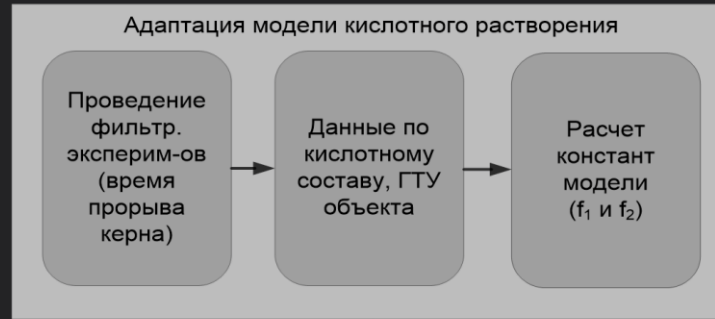 Адаптация модели кислотного растворения
Проведение
фильтр.
эксперим-ов
(время
прорыва
керна)
Данные по
кислотному
составу, ГТУ
объекта
Расчет
констант
модели
(f₁ и f₂)